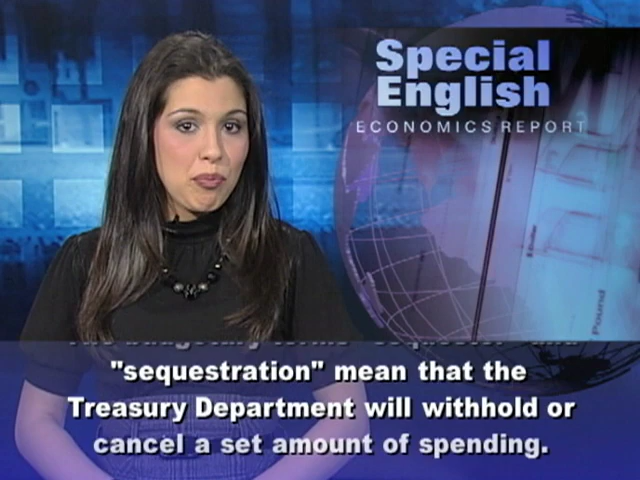 Special
English
ECONOMICS REPORT
Pound
"sequestration" mean that the
Treasury Department will withhold or
cancel a set amount of spending.